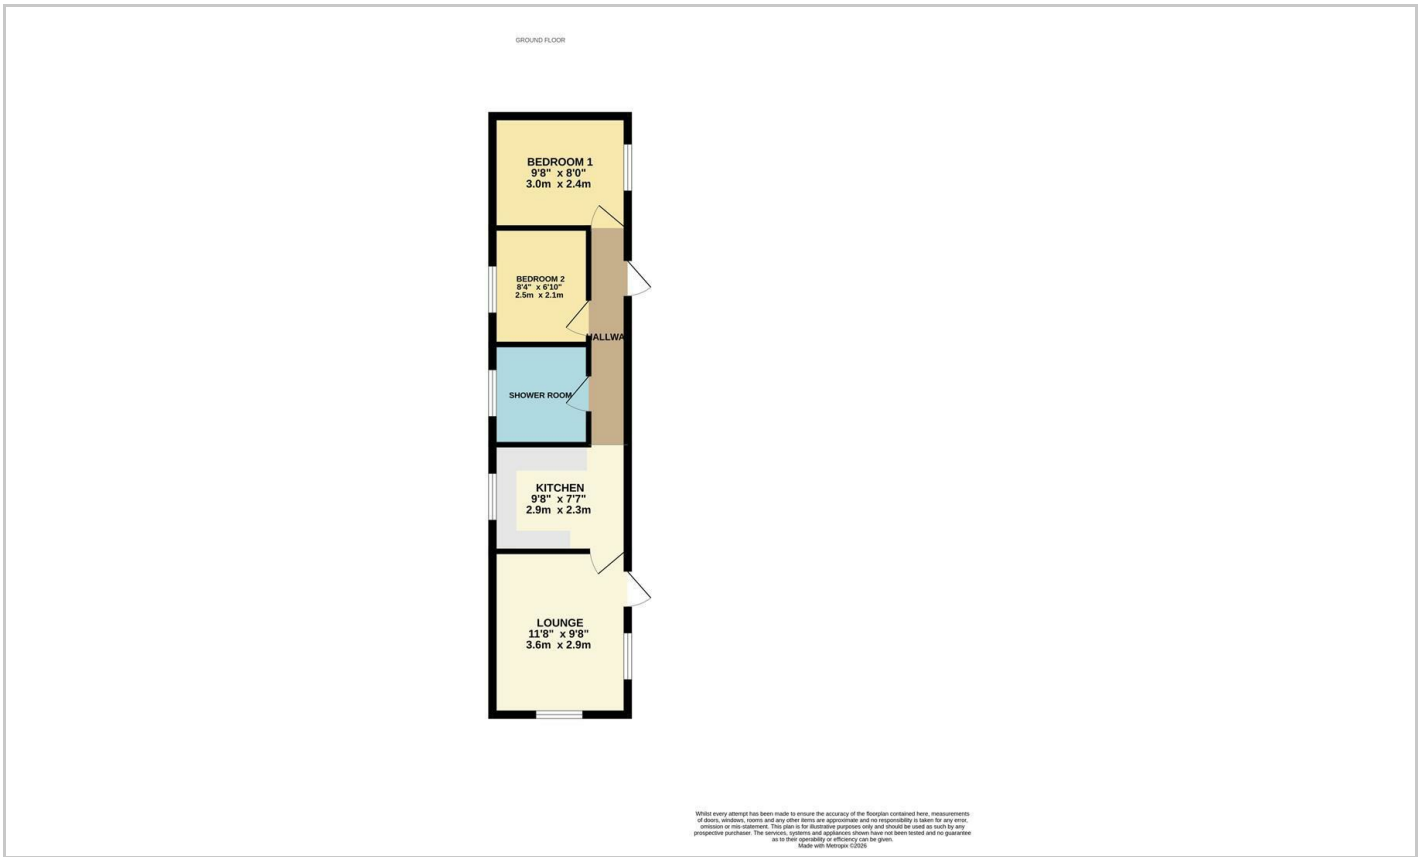 GROUND FLOOR
BEDROOM 1
9'8" x 8'0"
3.0m x 2.4m
BEDROOM 2
8'4" x 6'10"
2.5m x 2.1m
HALLWA
SHOWER ROOM
KITCHEN
9'8" x 7'7"
2.9m x 2.3m
LOUNGE
11'8" x 9'8"
3.6m x 2.9m
Whilst every attempt has been made to ensure the accuracy of the floorplan contained here, measurements
of doors, windows, rooms and any other items are approximate and no responsibility is taken for any error,
omission or mis-statement. This plan is for illustrative purposes only and should be used as such by any
prospective purchaser. The services, systems and appliances shown have not been tested and no guarantee
as to their operability or efficiency can be given.
Made with Metropix ©2026